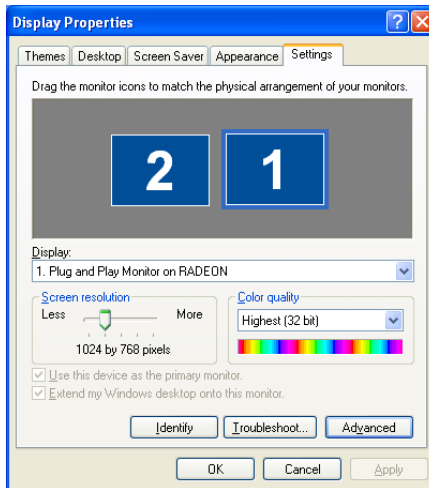 Display Properties
Themes Desktop Screen Saver Appearance Settings
Drag the monitor icons to match the physical arrangement of your monitors.
2 1
Display:
1. Plug and Play Monitor on RADEON
Screen resolution
Less More
1024 by 768 pixels
Color quality
Highest (32 bit)
Use this device as the primary monitor.
Extend my Windows desktop onto this monitor.
Identify Troubleshoot... Advanced
OK Cancel Apply